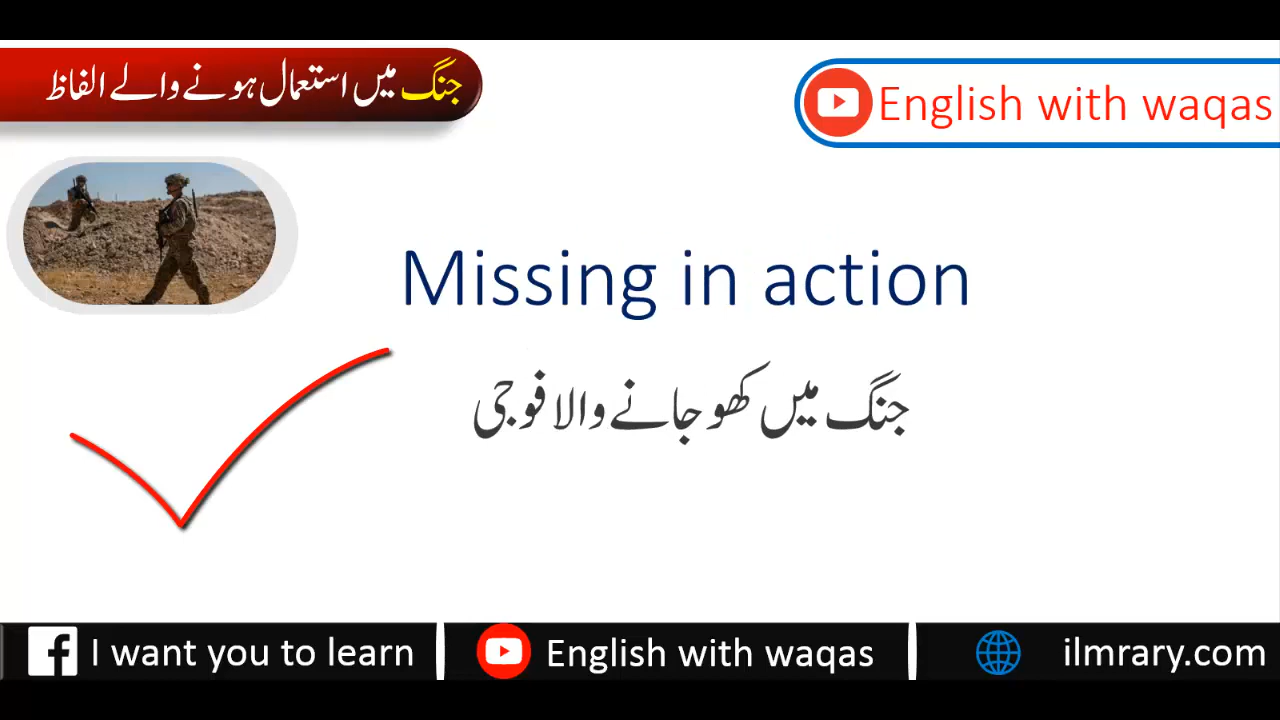 جنگ میں استعمال ہونے والے الفاظ
English with waqas
Missing in action
جنگ میں کھو جانے والا فوجی
I want you to learn
English with waqas
ilmrary.com